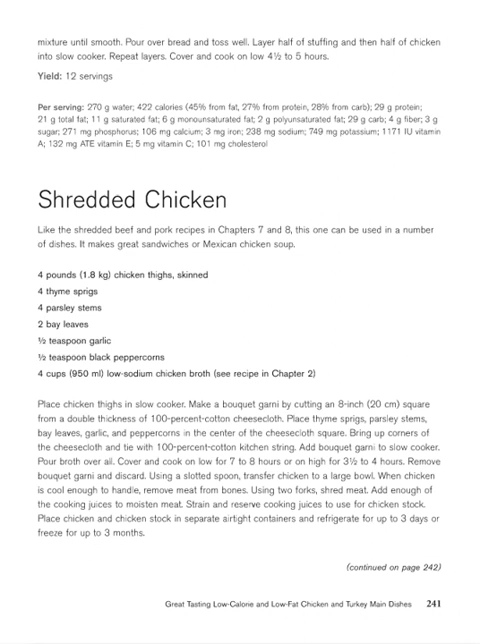 mixture until smooth. Pour over bread and toss well. Layer half of stuffing and then half of chicken
into slow cooker. Repeat layers. Cover and cook on low 4½ to 5 hours.
Yield: 12 servings
Per serving: 270 g water; 422 calories (45% from fat, 27% from protein, 28% from carb); 29 g protein;
21 g total fat; 11 g saturated fat; 6 g monounsaturated fat; 2 g polyunsaturated fat; 29 g carb; 4 g fiber; 3 g
sugar; 271 mg phosphorus; 106 mg calcium; 3 mg iron; 238 mg sodium; 749 mg potassium; 1171 IU vitamin
A; 132 mg ATE vitamin E; 5 mg vitamin C; 101 mg cholesterol
Shredded Chicken
Like the shredded beef and pork recipes in Chapters 7 and 8, this one can be used in a number
of dishes. It makes great sandwiches or Mexican chicken soup.
4 pounds (1.8 kg) chicken thighs, skinned
4 thyme sprigs
4 parsley stems
2 bay leaves
½ teaspoon garlic
½ teaspoon black peppercorns
4 cups (950 ml) low-sodium chicken broth (see recipe in Chapter 2)
Place chicken thighs in slow cooker. Make a bouquet garni by cutting an 8-inch (20 cm) square
from a double thickness of 100-percent-cotton cheesecloth. Place thyme sprigs, parsley stems,
bay leaves, garlic, and peppercorns in the center of the cheesecloth square. Bring up corners of
the cheesecloth and tie with 100-percent-cotton kitchen string. Add bouquet garni to slow cooker.
Pour broth over all. Cover and cook on low for 7 to 8 hours or on high for 3½ to 4 hours. Remove
bouquet garni and discard. Using a slotted spoon, transfer chicken to a large bowl. When chicken
is cool enough to handle, remove meat from bones. Using two forks, shred meat. Add enough of
the cooking juices to moisten meat. Strain and reserve cooking juices to use for chicken stock.
Place chicken and chicken stock in separate airtight containers and refrigerate for up to 3 days or
freeze for up to 3 months.
(continued on page 242)
Great Tasting Low-Calorie and Low-Fat Chicken and Turkey Main Dishes 241